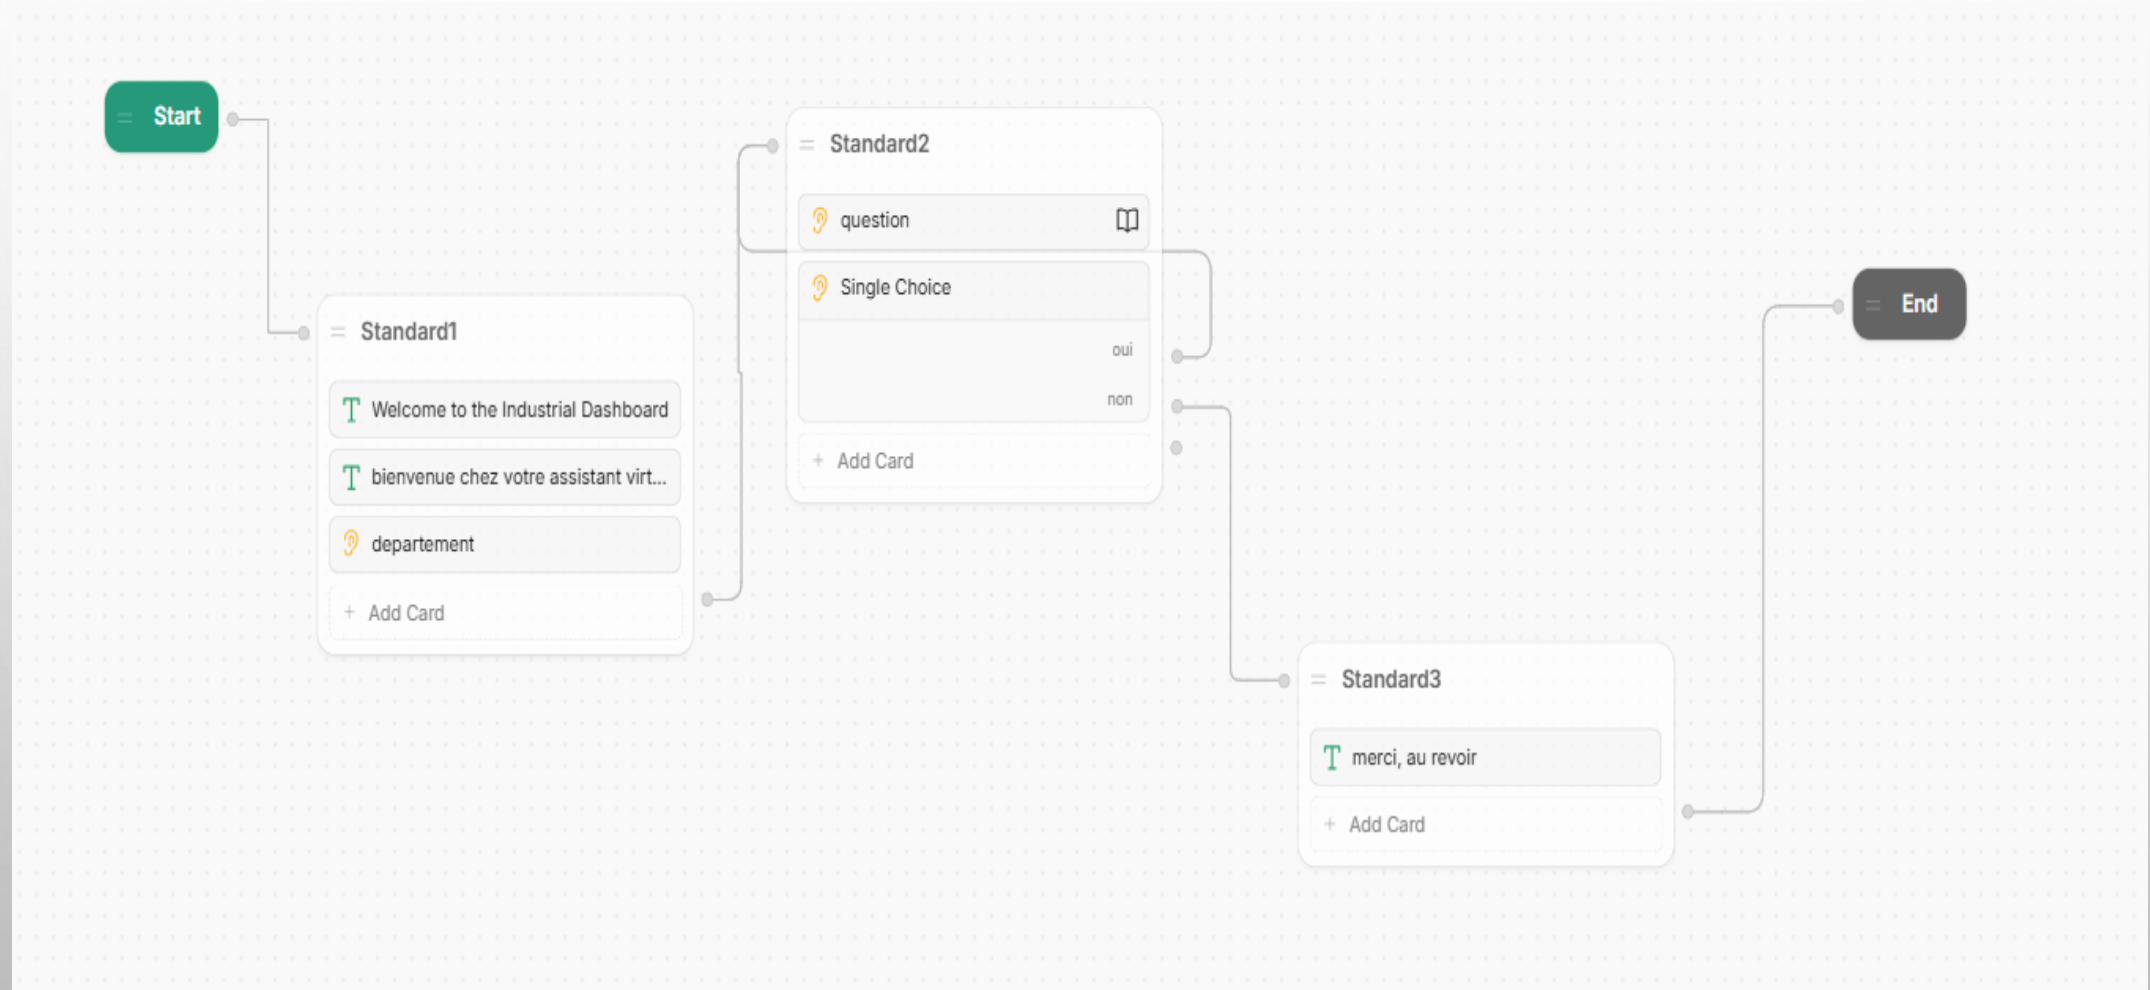 Start
Standard1
Welcome to the Industrial Dashboard
bienvenue chez votre assistant virt...
departement
+ Add Card
Standard2
question
Single Choice
oui
non
+ Add Card
Standard3
merci, au revoir
+ Add Card
End